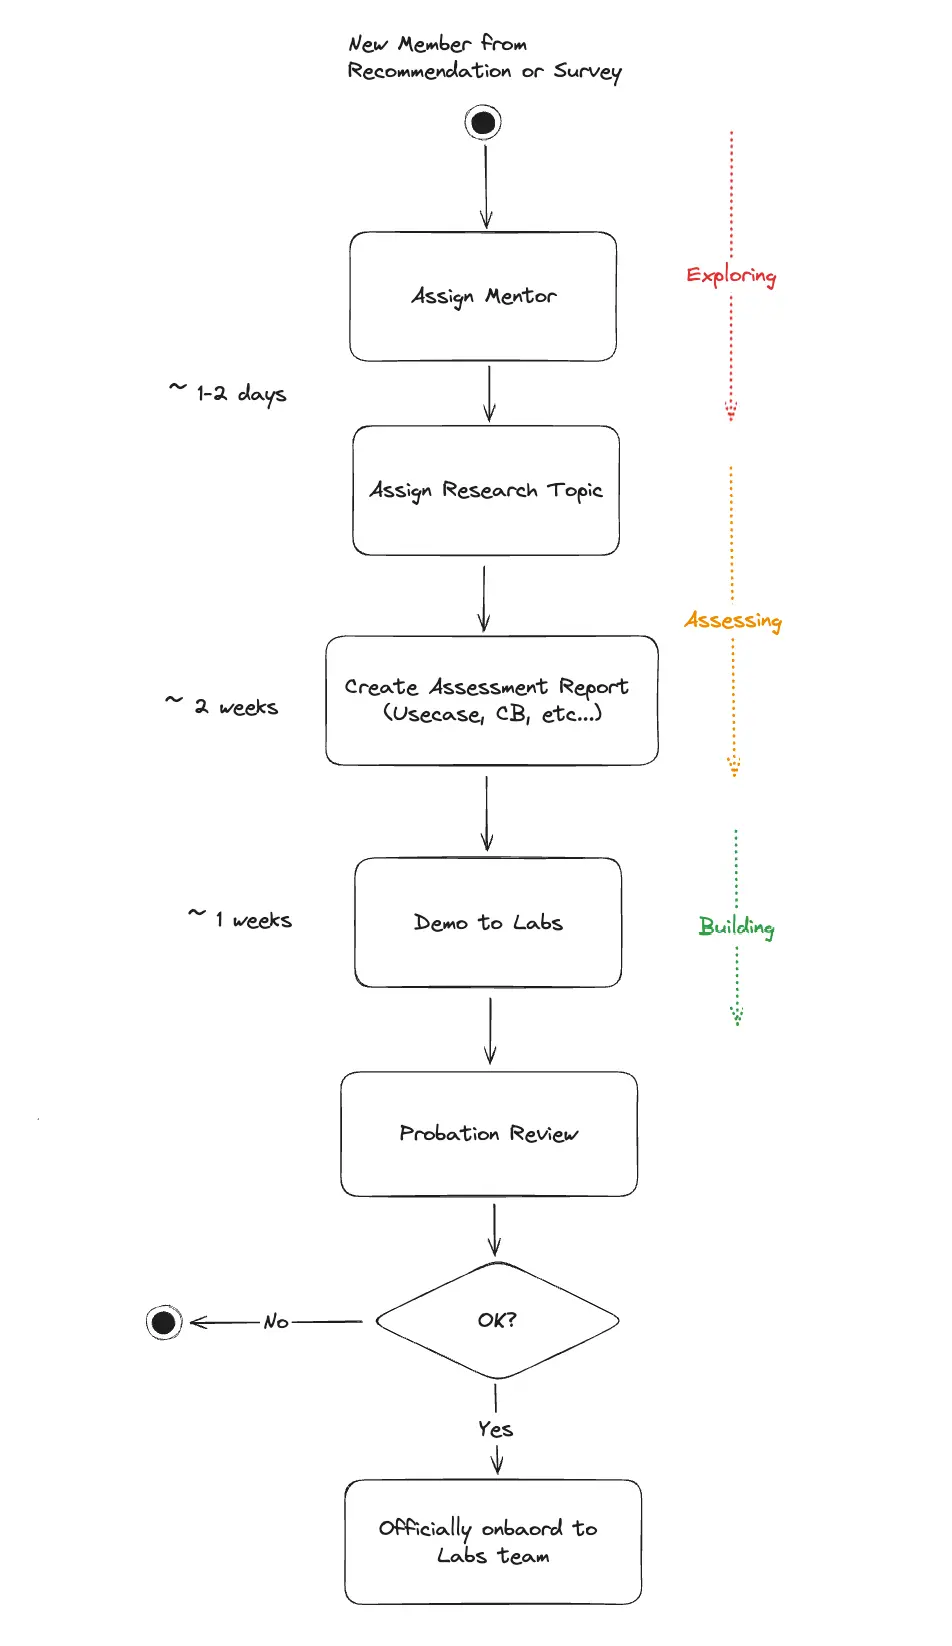 New Member from
Recommendation or Survey
Exploring
Assign Mentor
~ 1-2 days
Assign Research Topic
Assessing
Create Assessment Report
(Usecase, CB, etc...)
~ 2 weeks
~ 1 weeks
Demo to Labs
Building
Probation Review
OK?
No
Yes
Officially onbaord to
Labs team